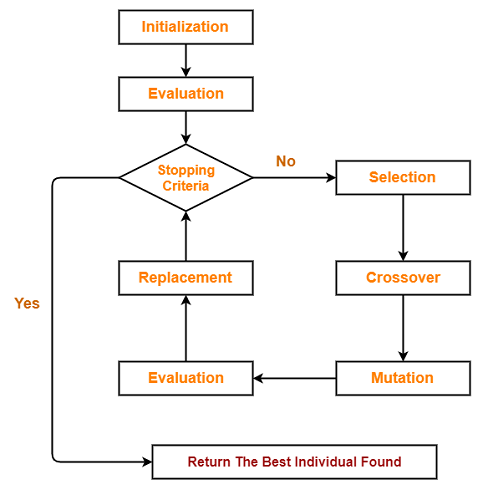 Initialization
Evaluation
Stopping
Criteria
No
Selection
Replacement
Crossover
Yes
Evaluation
Mutation
Return The Best Individual Found